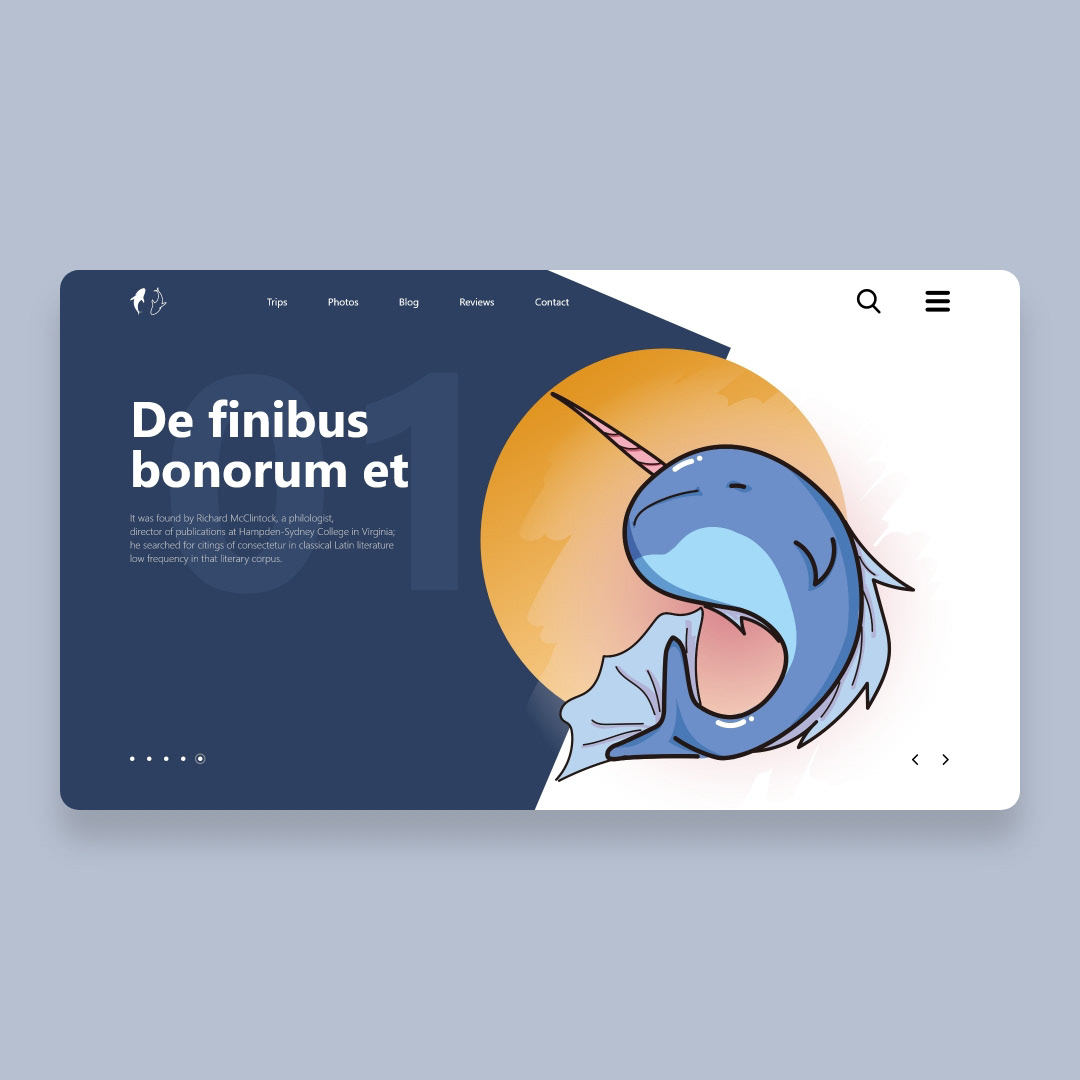 Trips Photos Blog Reviews Contact
01
De finibus
bonorum et
It was found by Richard McClintock, a philologist,
director of publications at Hampden-Sydney College in Virginia;
he searched for citings of consectetur in classical Latin literature
low frequency in that literary corpus.